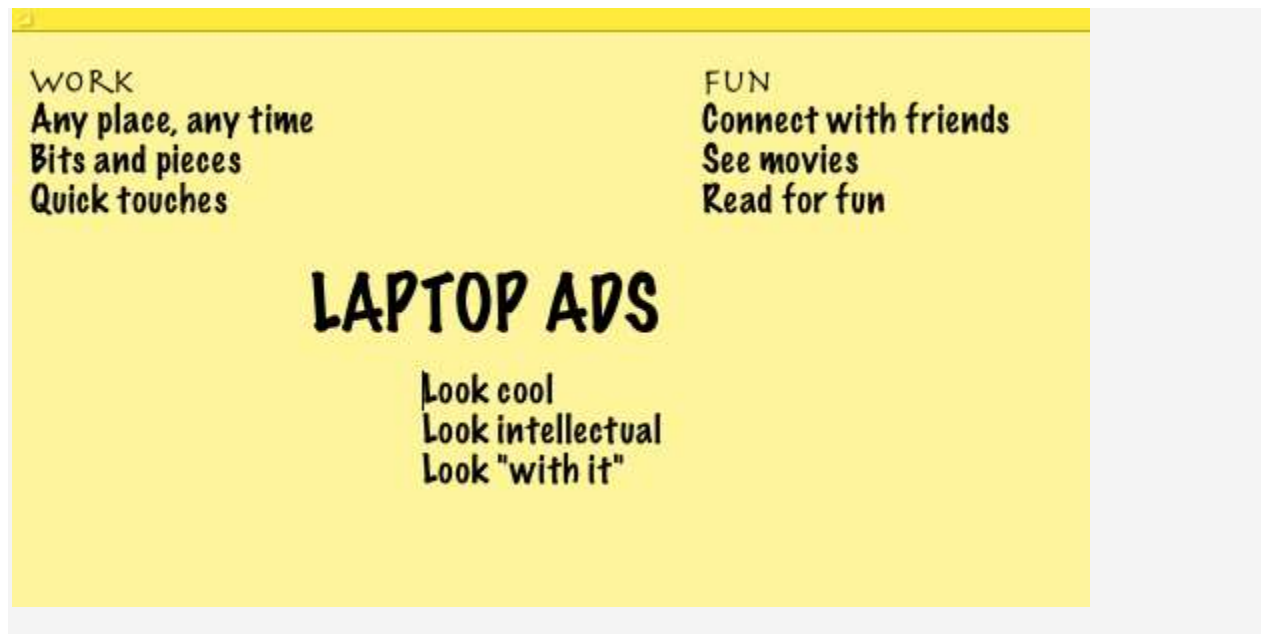 WORK
Any place, any time
Bits and pieces
Quick touches
FUN
Connect with friends
See movies
Read for fun
LAPTOP ADS
Look cool
Look intellectual
Look "with it"